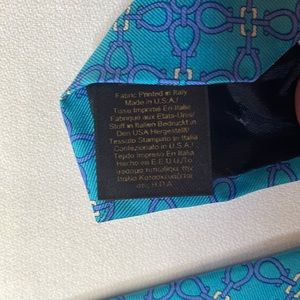 Fabric Printed in Italy
Made in U.S.A./
Tissu Imprimé En Italie
Fabriqué aux Etats-Unis/
Stoff in Italien Bedruckt in
Den USA Hergestellt/
Tessuto Stampato in Italia
Confezionato in U.S.A./
Tejido Impreso En Italia
Hecho en E.E.U.U./Το